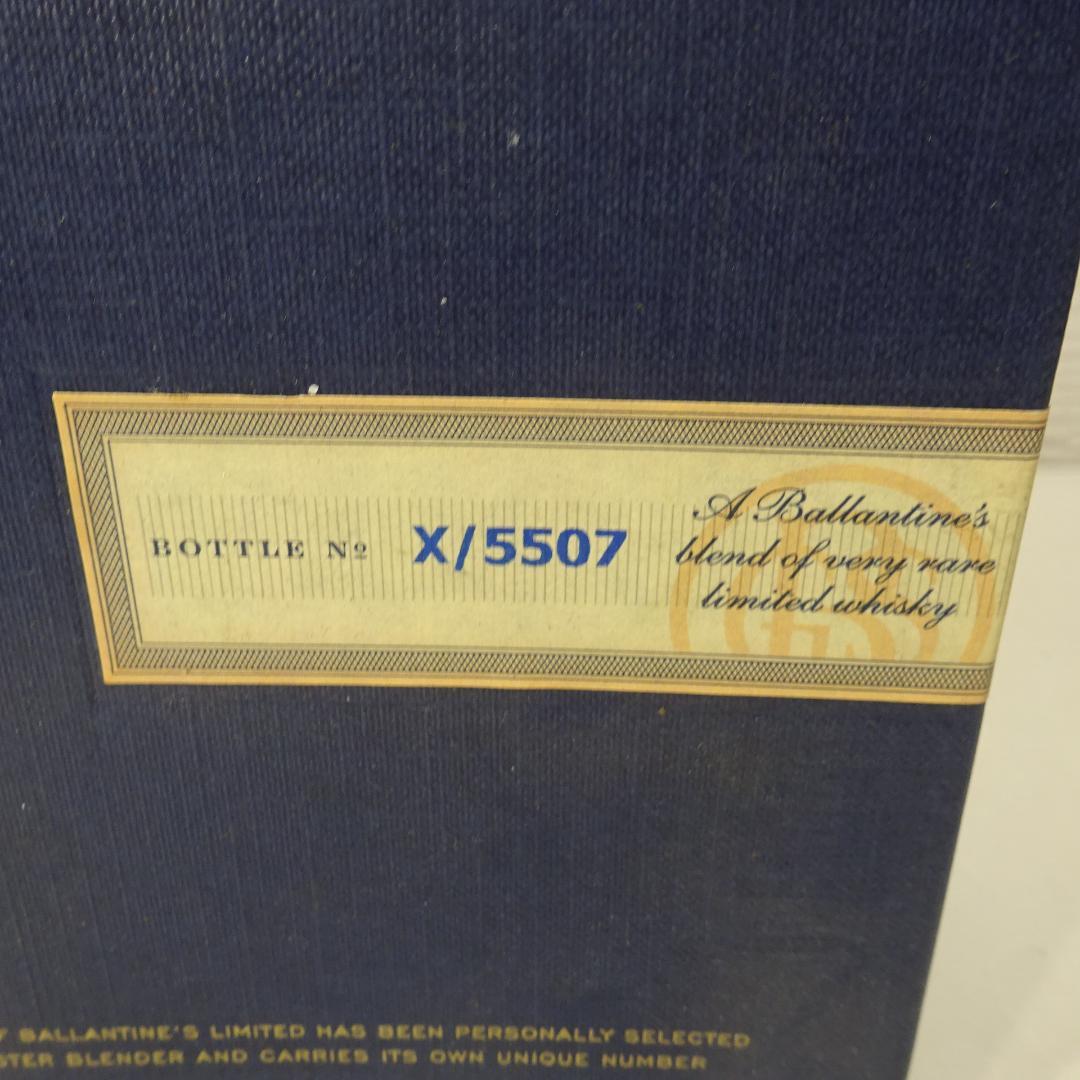 BOTTLE Nº X/5507
A Ballantine's
blend of very rare
limited whisky
BALLANTINE'S LIMITED HAS BEEN PERSONALLY SELECTED
BLENDER AND CARRIES ITS OWN UNIQUE NUMBER